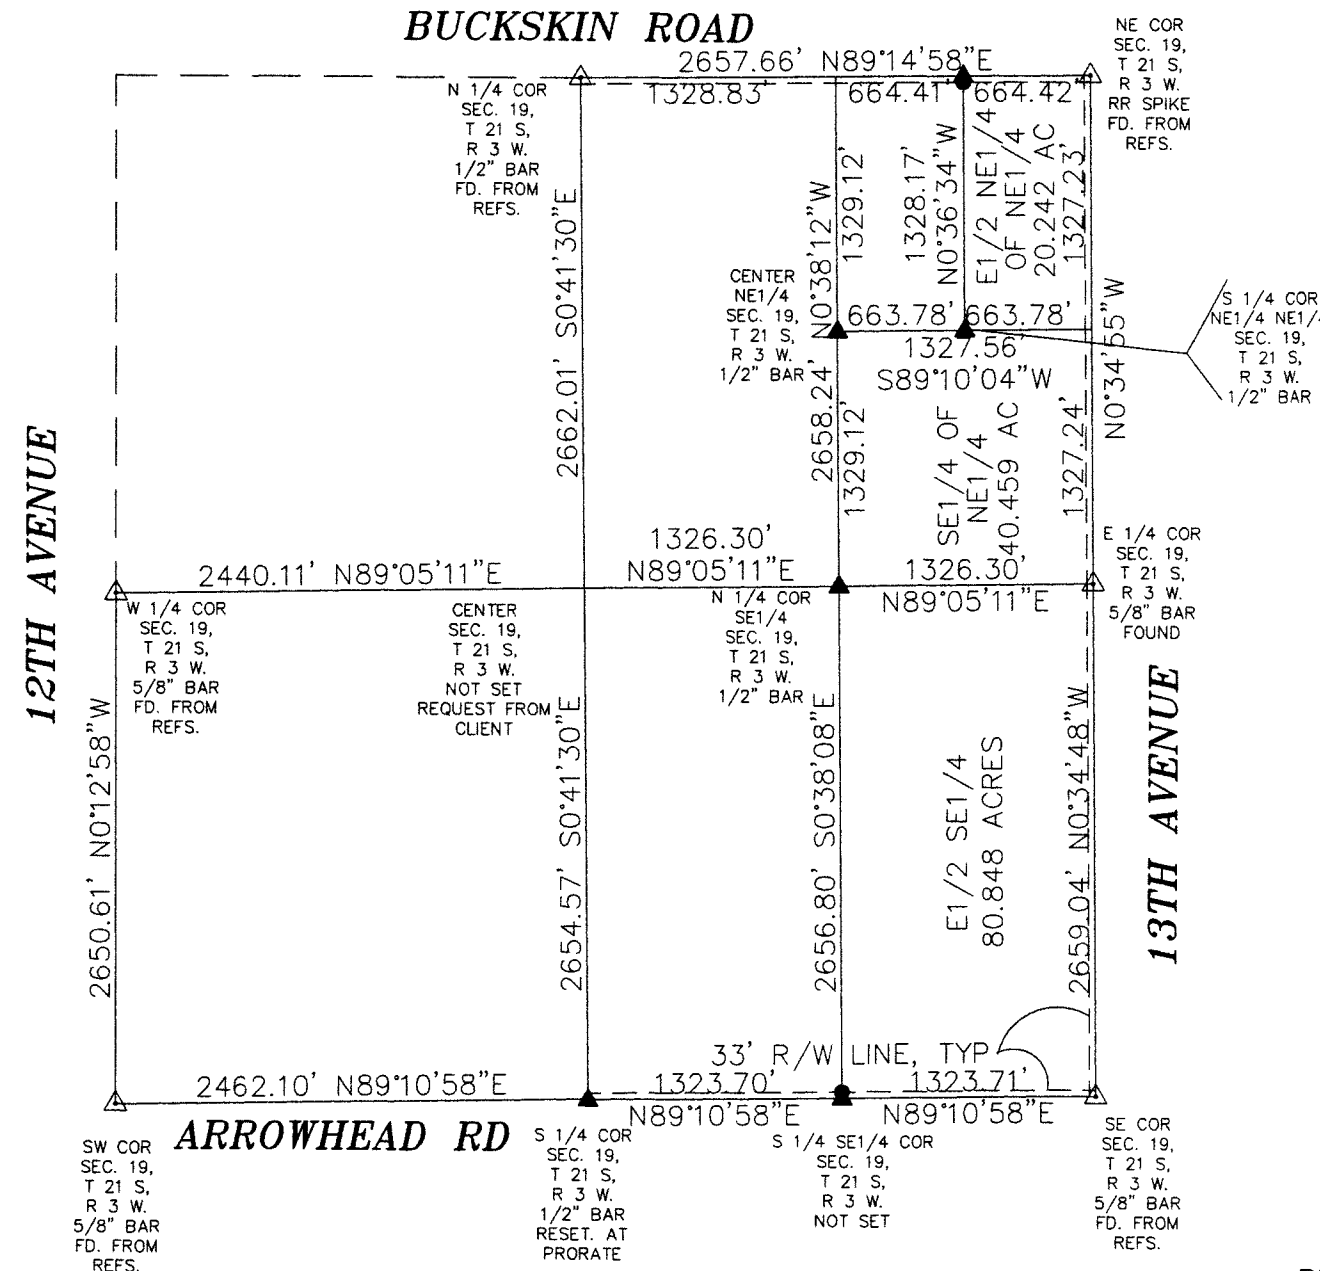 BUCKSKIN ROAD
2657.66' N89°14'58"E
1328.83'
664.41'
664.42'
NE COR
SEC. 19,
T 21 S,
R 3 W.
RR SPIKE
FD. FROM
REFS.
N 1/4 COR
SEC. 19,
T 21 S,
R 3 W.
1/2" BAR
FD. FROM
REFS.
2662.01' S0°41'30"E
N0°38'12"W
1329.12'
1328.17'
N0°36'34"W
E1/2 NE1/4
OF NE1/4
20.242 AC
1327.23'
CENTER
NE1/4
SEC. 19,
T 21 S,
R 3 W.
1/2" BAR
663.78'
663.78'
1327.56'
S89°10'04"W
N0°34'55"W
S 1/4 COR
NE1/4 NE1/4
SEC. 19,
T 21 S,
R 3 W.
1/2" BAR
2658.24'
1329.12'
SE1/4 OF
NE1/4
40.459 AC
1327.24'
12TH AVENUE
2440.11' N89°05'11"E
1326.30'
N89°05'11"E
1326.30'
N89°05'11"E
E 1/4 COR
SEC. 19,
T 21 S,
R 3 W.
5/8" BAR
FOUND
W 1/4 COR
SEC. 19,
T 21 S,
R 3 W.
5/8" BAR
FD. FROM
REFS.
CENTER
SEC. 19,
T 21 S,
R 3 W.
NOT SET
REQUEST FROM
CLIENT
N 1/4 COR
SE1/4
SEC. 19,
T 21 S,
R 3 W.
1/2" BAR
2650.61' N0°12'58"W
2654.57' S0°41'30"E
2656.80' S0°38'08"E
E1/2 SE1/4
80.848 ACRES
2659.04' N0°34'48"W
13TH AVENUE
33' R/W LINE, TYP
2462.10' N89°10'58"E
1323.70'
N89°10'58"E
1323.71'
N89°10'58"E
ARROWHEAD RD
SW COR
SEC. 19,
T 21 S,
R 3 W.
5/8" BAR
FD. FROM
REFS.
S 1/4 COR
SEC. 19,
T 21 S,
R 3 W.
1/2" BAR
RESET. AT
PRORATE
S 1/4 SE1/4 COR
SEC. 19,
T 21 S,
R 3 W.
NOT SET
SE COR
SEC. 19,
T 21 S,
R 3 W.
5/8" BAR
FD. FROM
REFS.